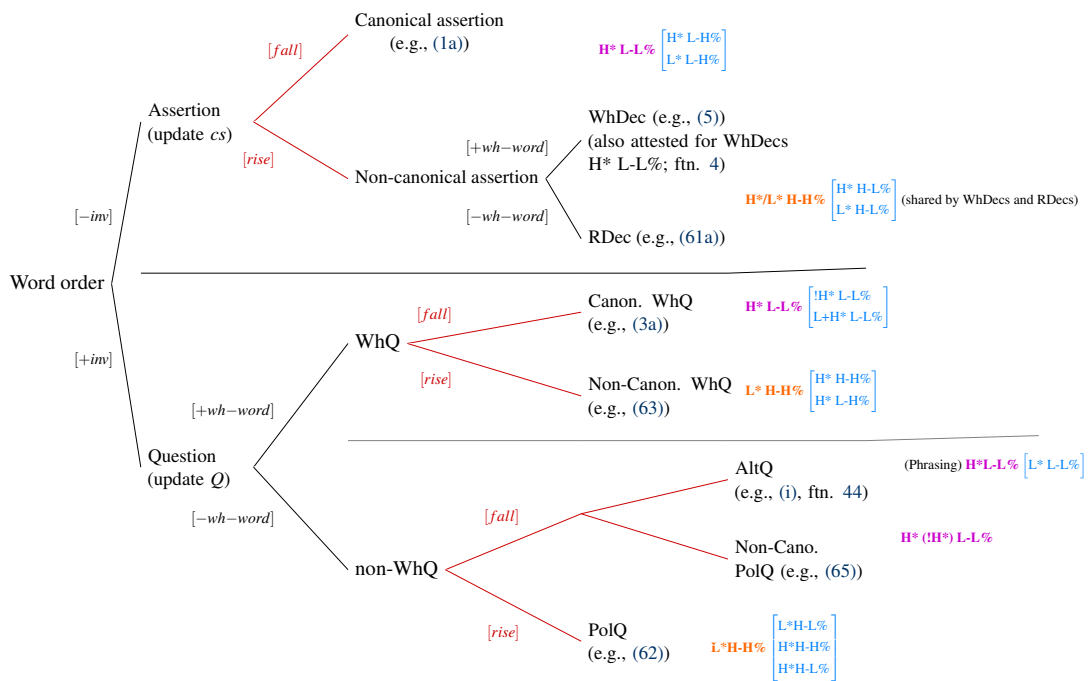 Canonical assertion
(e.g., (1a))
[fall]
H* L-L% [H* L-H%
L* L-H%]
Assertion
(update cs)
[rise]
WhDec (e.g., (5))
(also attested for WhDecs
H* L-L%; ftn. 4)
[+wh−word]
Non-canonical assertion
[−wh−word]
H*/L* H-H% [H* H-L%
L* H-L%] (shared by WhDecs and RDecs)
RDec (e.g., (61a))
[−inv]
Word order
[+inv]
Canon. WhQ
(e.g., (3a))
H* L-L% [!H* L-L%
L+H* L-L%]
[fall]
WhQ
[rise]
Non-Canon. WhQ
(e.g., (63))
L* H-H% [H* H-H%
H* L-H%]
[+wh−word]
Question
(update Q)
[−wh−word]
AltQ
(e.g., (i), ftn. 44)
(Phrasing) H*L-L% [L* L-L%]
[fall]
Non-Cano.
PolQ (e.g., (65))
H* (!H*) L-L%
non-WhQ
[rise]
PolQ
(e.g., (62))
L*H-H% [L*H-L%
H*H-H%
H*H-L%]